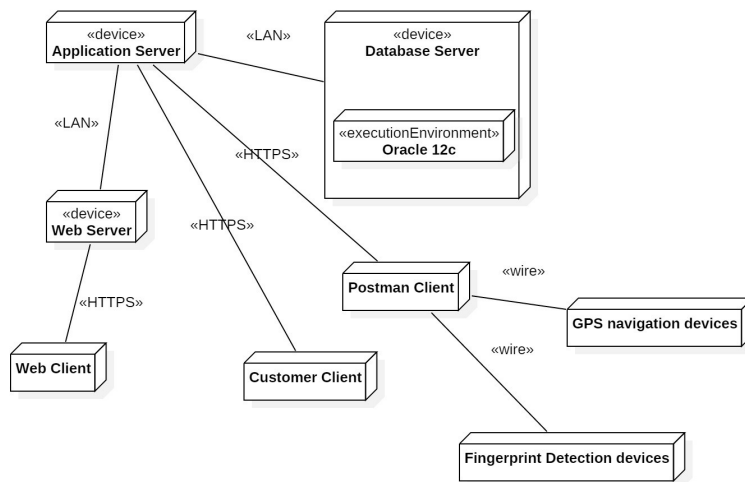 «device»
Application Server
«LAN»
«device»
Database Server
«executionEnvironment»
Oracle 12c
«LAN»
«HTTPS»
«device»
Web Server
«HTTPS»
«HTTPS»
Postman Client
«wire»
GPS navigation devices
«wire»
Web Client
Customer Client
Fingerprint Detection devices